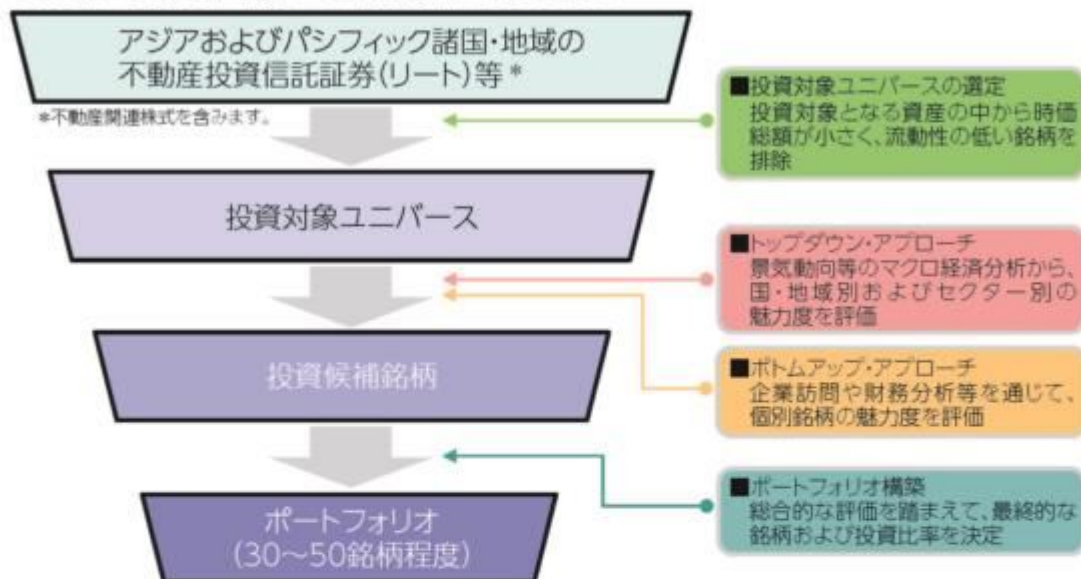 アジアおよびパシフィック諸国・地域の
不動産投資信託証券(リート)等*
*不動産関連株式を含みます。
■投資対象ユニバースの選定
投資対象となる資産の中から時価
総額が小さく、流動性の低い銘柄を
排除
投資対象ユニバース
■トップダウン・アプローチ
景気動向等のマクロ経済分析から、
国・地域別およびセクター別の
魅力度を評価
投資候補銘柄
■ボトムアップ・アプローチ
企業訪問や財務分析等を通じて、
個別銘柄の魅力度を評価
■ポートフォリオ構築
総合的な評価を踏まえて、最終的な
銘柄および投資比率を決定
ポートフォリオ
(30〜50銘柄程度)